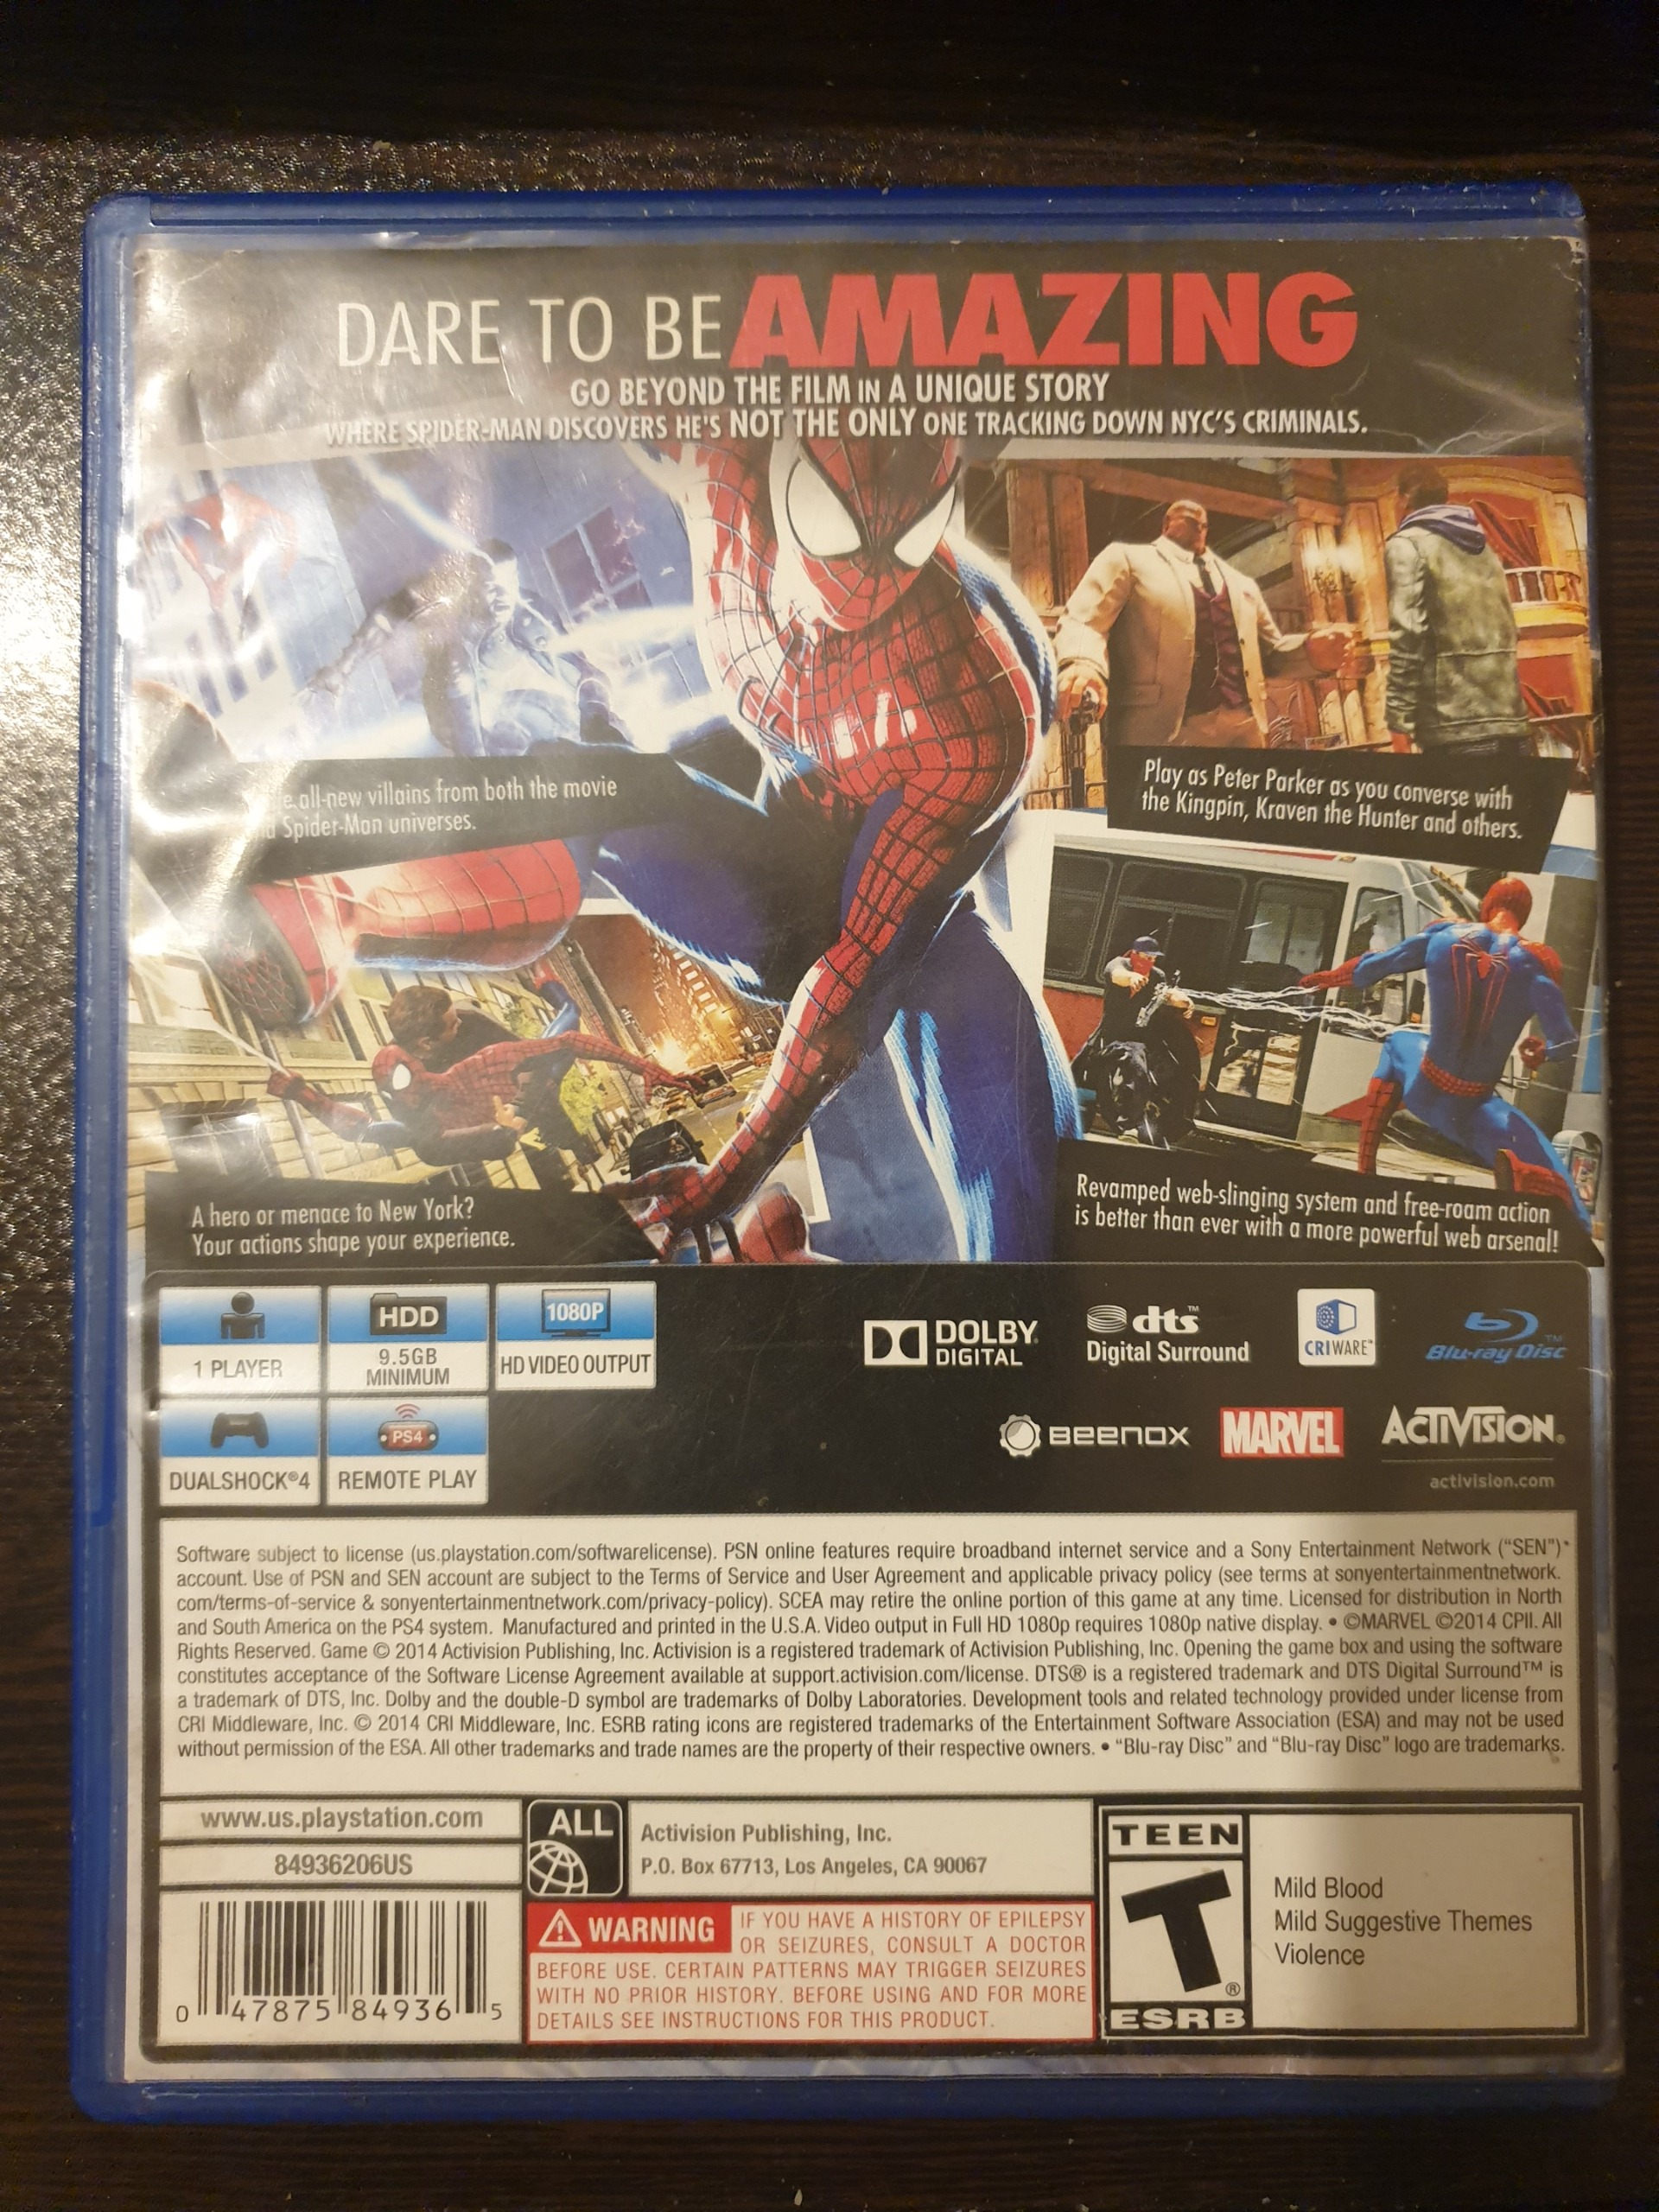 DARE TO BE AMAZING
GO BEYOND THE FILM IN A UNIQUE STORY
WHERE SPIDER-MAN DISCOVERS HE'S NOT THE ONLY ONE TRACKING DOWN NYC'S CRIMINALS.
all-new villains from both the movie
Spider-Man universes.
Play as Peter Parker as you converse with
the Kingpin, Kraven the Hunter and others.
A hero or menace to New York?
Your actions shape your experience.
Revamped web-slinging system and free-roam action
is better than ever with a more powerful web arsenal!
1 PLAYER
HDD
9.5GB
MINIMUM
1080P
HD VIDEO OUTPUT
DUALSHOCK®4
PS4
REMOTE PLAY
DOLBY®
DIGITAL
dts™
Digital Surround
CRIWARE™
Blu-ray Disc™
BEENOX
MARVEL
ACTIVISION®
activision.com
Software subject to license (us.playstation.com/softwarelicense). PSN online features require broadband internet service and a Sony Entertainment Network (“SEN”)
account. Use of PSN and SEN account are subject to the Terms of Service and User Agreement and applicable privacy policy (see terms at sonyentertainmentnetwork.
com/terms-of-service & sonyentertainmentnetwork.com/privacy-policy). SCEA may retire the online portion of this game at any time. Licensed for distribution in North
and South America on the PS4 system. Manufactured and printed in the U.S.A. Video output in Full HD 1080p requires 1080p native display. • ©MARVEL ©2014 CPII. All
Rights Reserved. Game © 2014 Activision Publishing, Inc. Activision is a registered trademark of Activision Publishing, Inc. Opening the game box and using the software
constitutes acceptance of the Software License Agreement available at support.activision.com/license. DTS® is a registered trademark and DTS Digital Surround™ is
a trademark of DTS, Inc. Dolby and the double-D symbol are trademarks of Dolby Laboratories. Development tools and related technology provided under license from
CRI Middleware, Inc. © 2014 CRI Middleware, Inc. ESRB rating icons are registered trademarks of the Entertainment Software Association (ESA) and may not be used
without permission of the ESA. All other trademarks and trade names are the property of their respective owners. • “Blu-ray Disc” and “Blu-ray Disc” logo are trademarks.
www.us.playstation.com
84936206US
0 47875 84936 5
ALL
Activision Publishing, Inc.
P.O. Box 67713, Los Angeles, CA 90067
WARNING IF YOU HAVE A HISTORY OF EPILEPSY
OR SEIZURES, CONSULT A DOCTOR
BEFORE USE. CERTAIN PATTERNS MAY TRIGGER SEIZURES
WITH NO PRIOR HISTORY. BEFORE USING AND FOR MORE
DETAILS SEE INSTRUCTIONS FOR THIS PRODUCT.
TEEN
T®
ESRB
Mild Blood
Mild Suggestive Themes
Violence